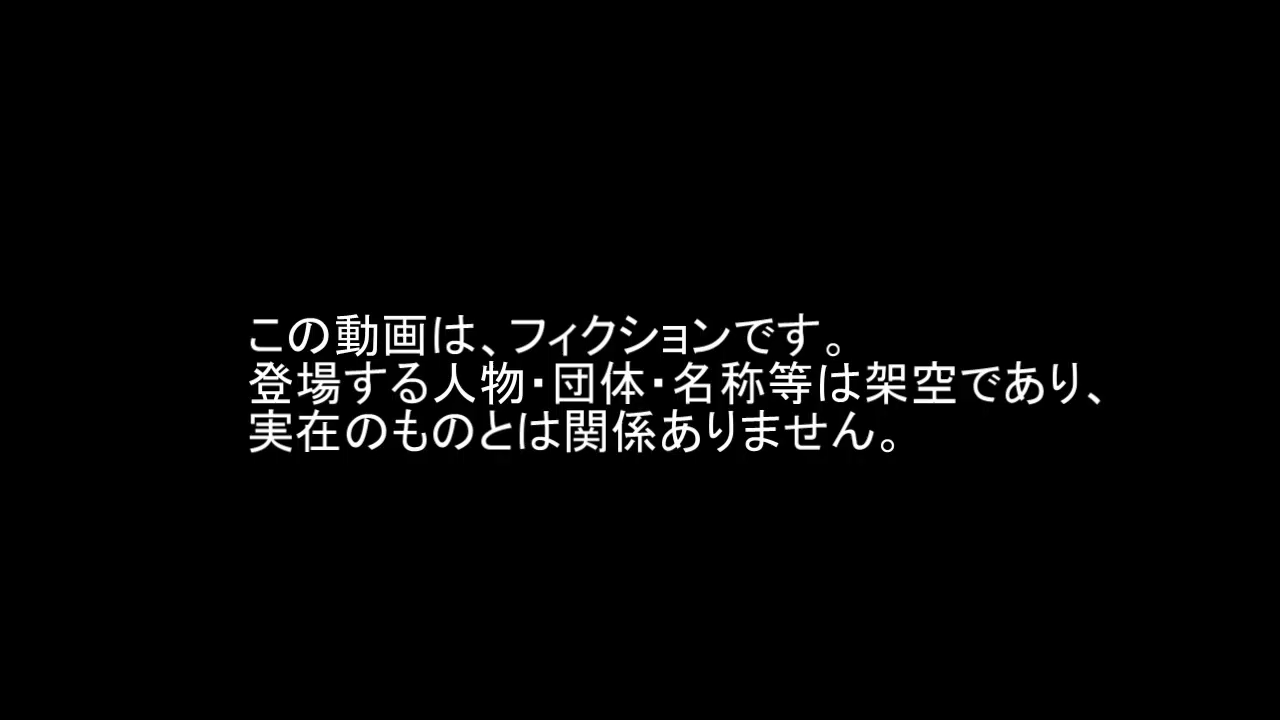 この動画は、フィクションです。
登場する人物・団体・名称等は架空であり、
実在のものとは関係ありません。